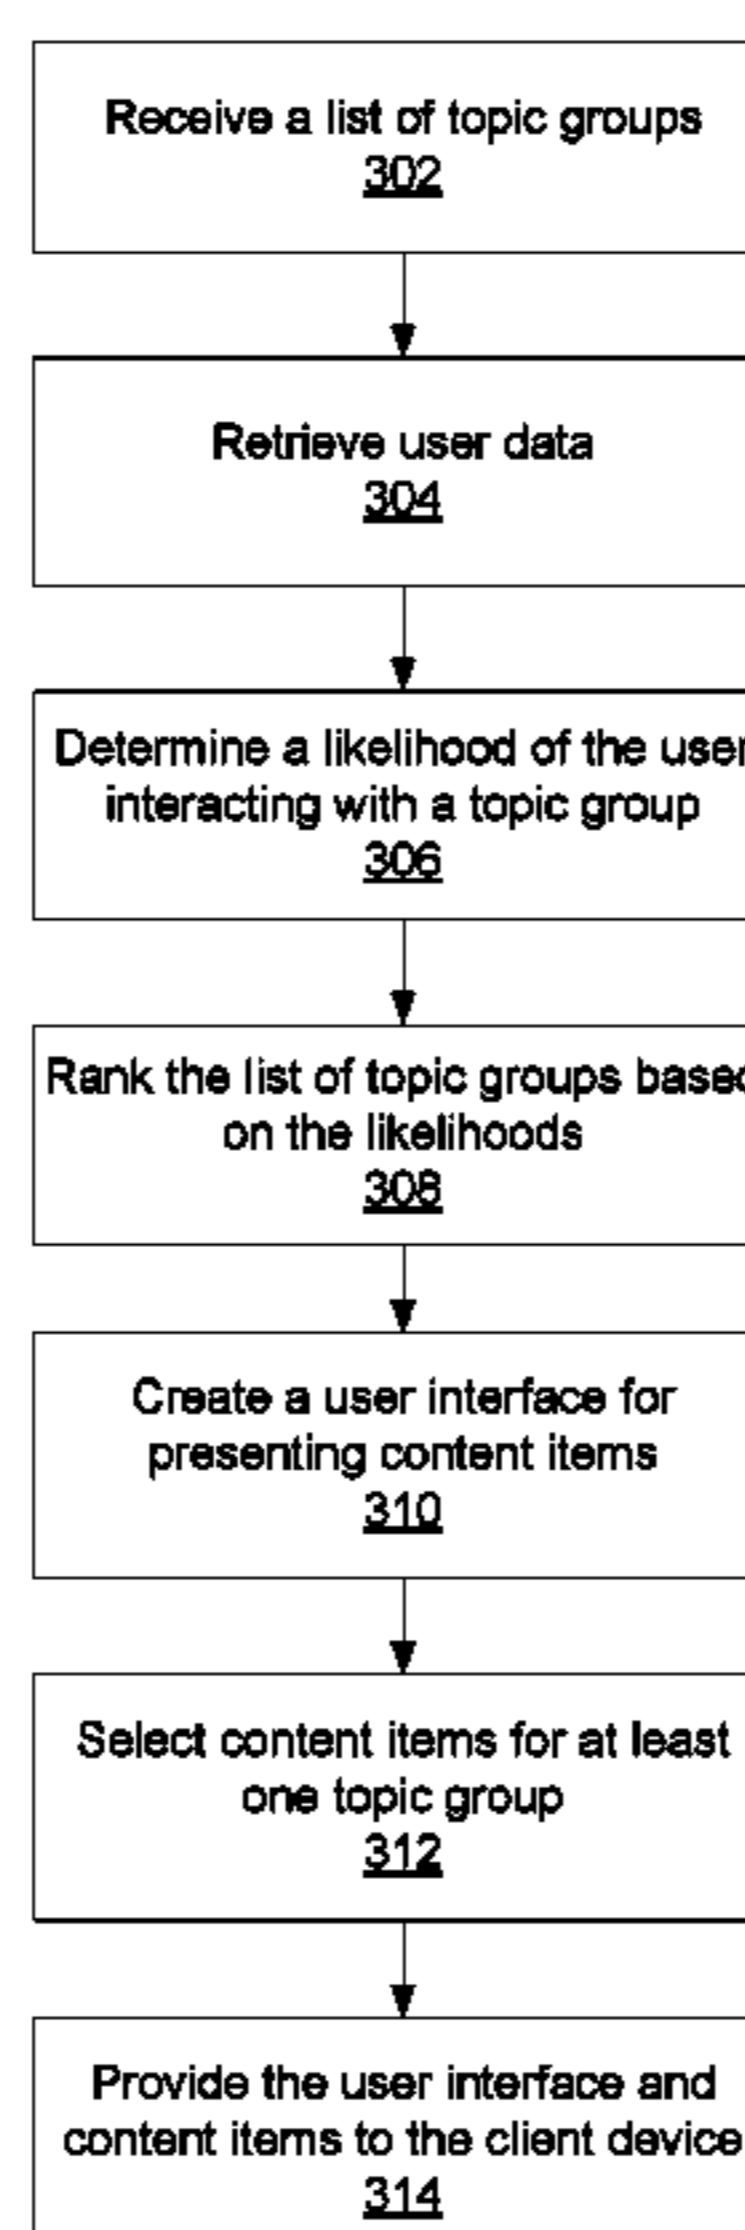 Receive a list of topic groups
302
Retrieve user data
304
Determine a likelihood of the user
interacting with a topic group
306
Rank the list of topic groups based
on the likelihoods
308
Create a user interface for
presenting content items
310
Select content items for at least
one topic group
312
Provide the user interface and
content items to the client device
314